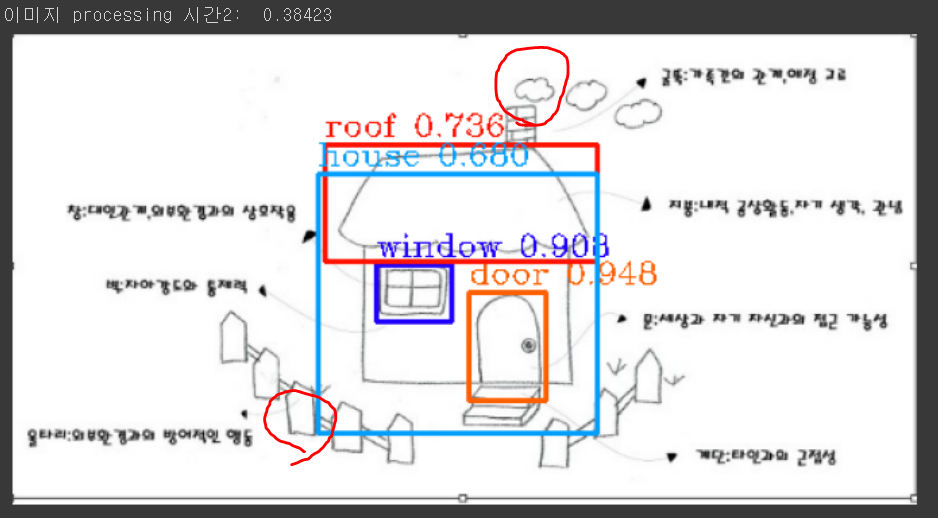 이미지 processing 시간2:  0.38423
굴뚝:가족간의 관계,애정 교류
roof 0.736
house 0.680
창:대인관계,외부환경과의 상호작용
지붕:내적 공상활동,자기 생각, 관념
window 0.908
door 0.948
벽:자아강도와 통제력
문:세상과 자기 자신과의 접근 가능성
울타리:외부환경과의 방어적인 행동
계단:타인과의 근접성